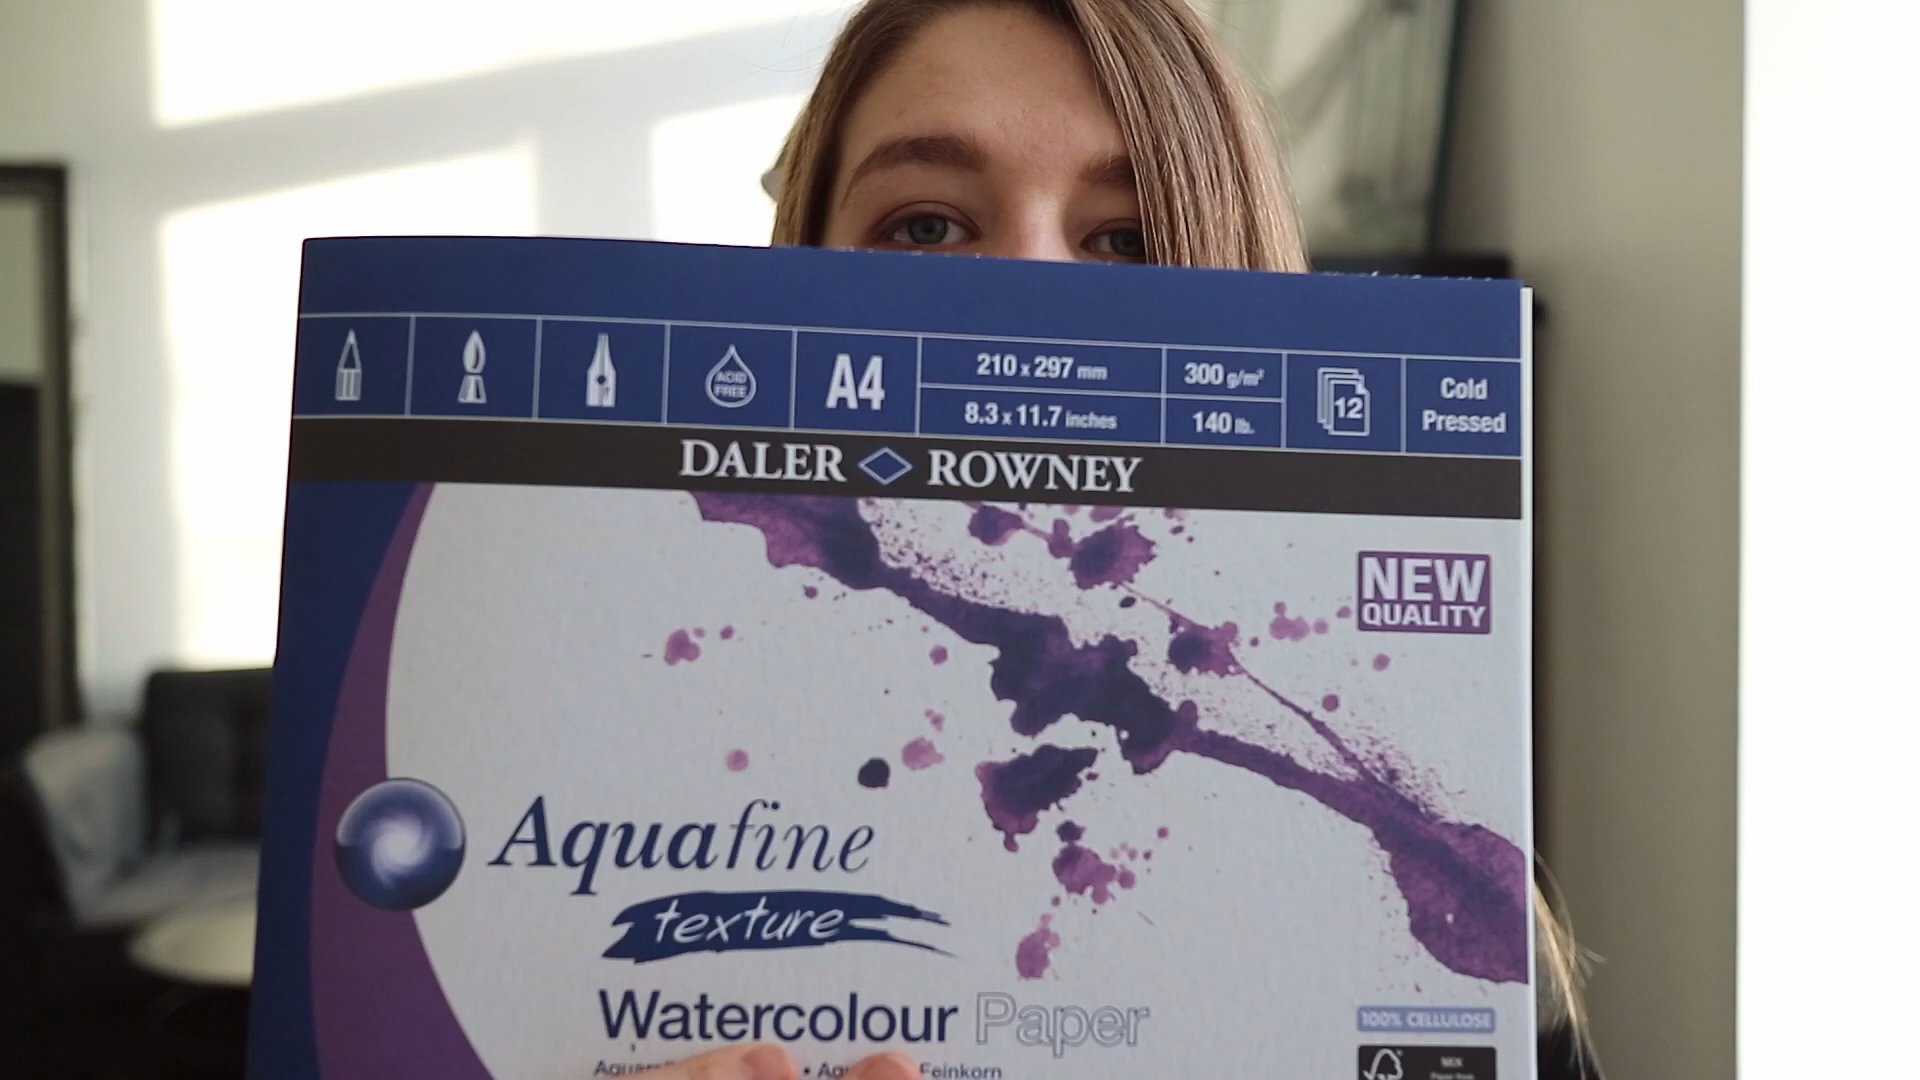 ACID
FREE
A4
210 x 297 mm
8.3 x 11.7 inches
300 g/m²
140 lb.
12
Cold
Pressed
DALER ROWNEY
NEW
QUALITY
Aquafine
texture
Watercolour Paper
100% CELLULOSE
Feinkorn
MIX